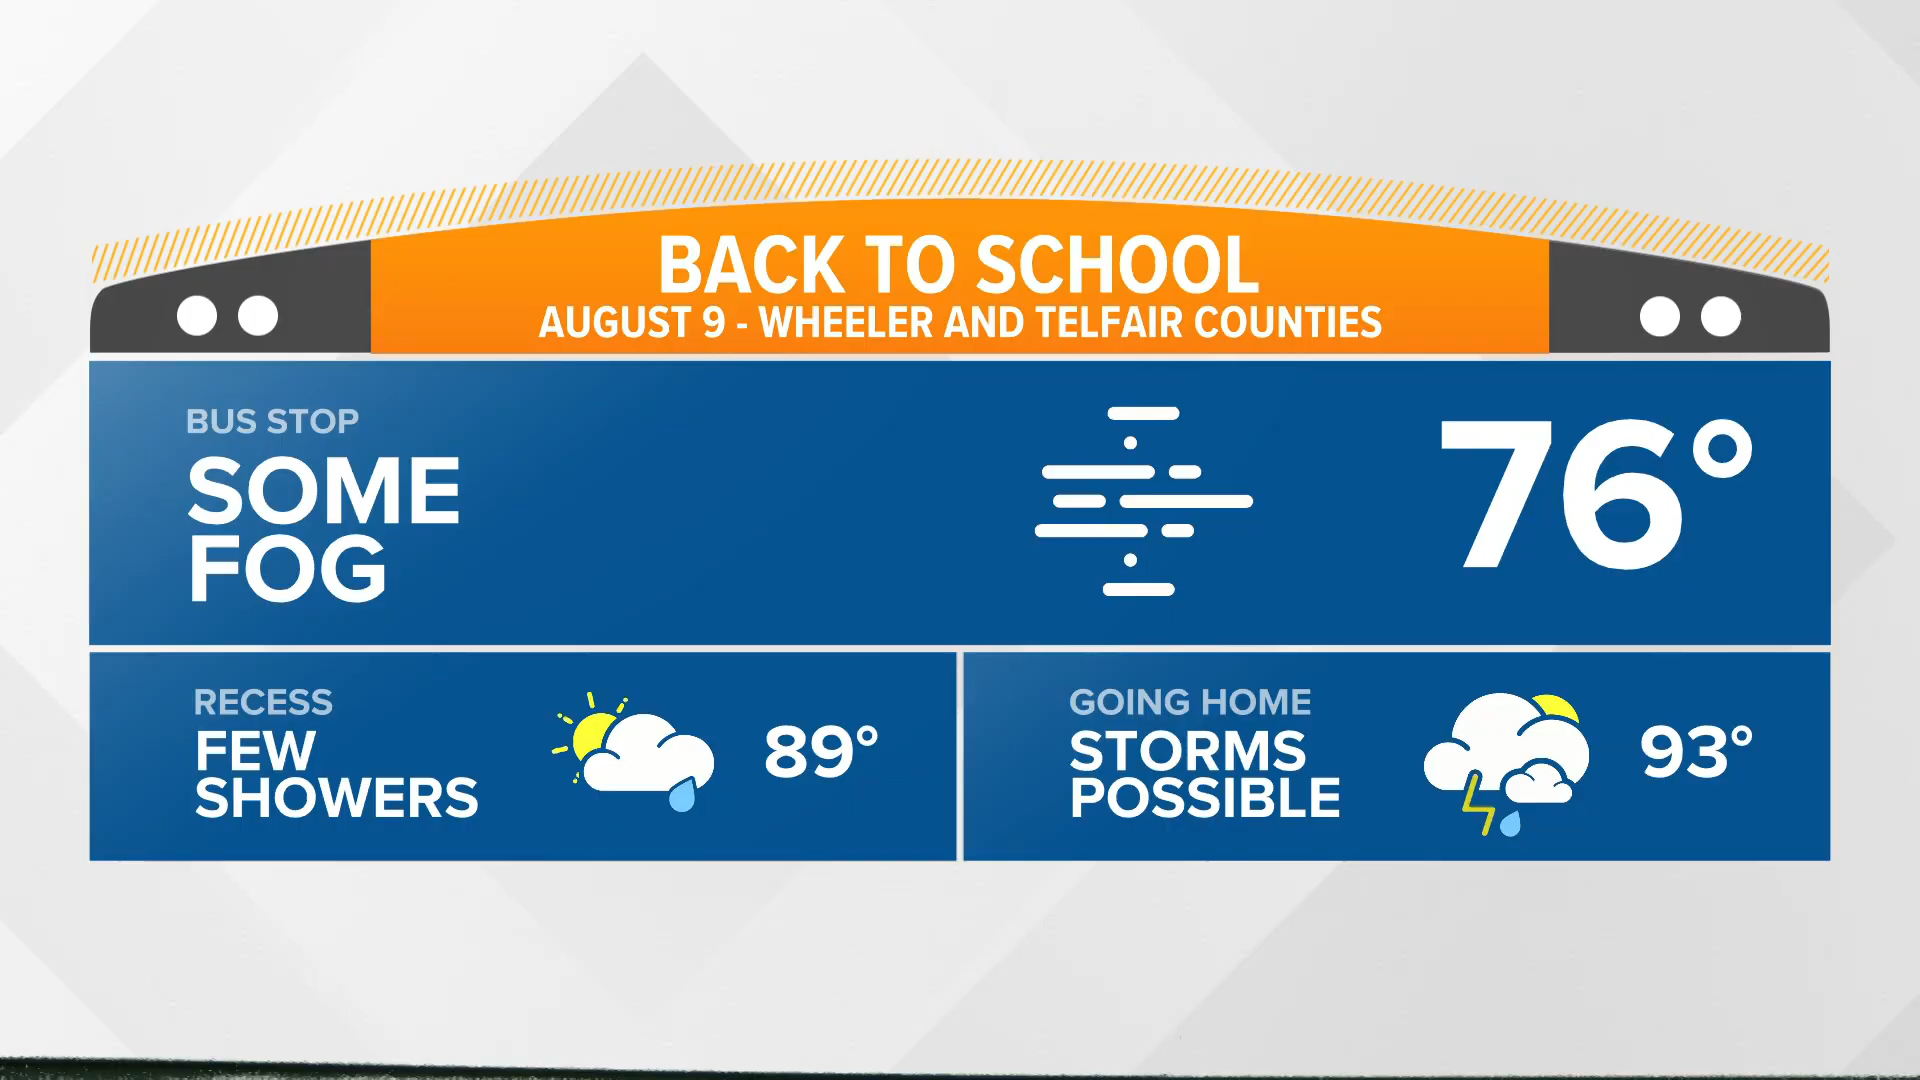 BACK TO SCHOOL
AUGUST 9 - WHEELER AND TELFAIR COUNTIES
BUS STOP
SOME
FOG
76°
RECESS
FEW
SHOWERS
89°
GOING HOME
STORMS
POSSIBLE
93°